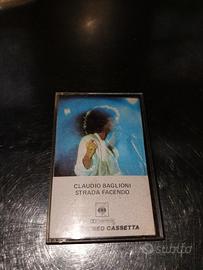 CLAUDIO BAGLIONI
STRADA FACENDO
CBS
STEREO CASSETTA
subito